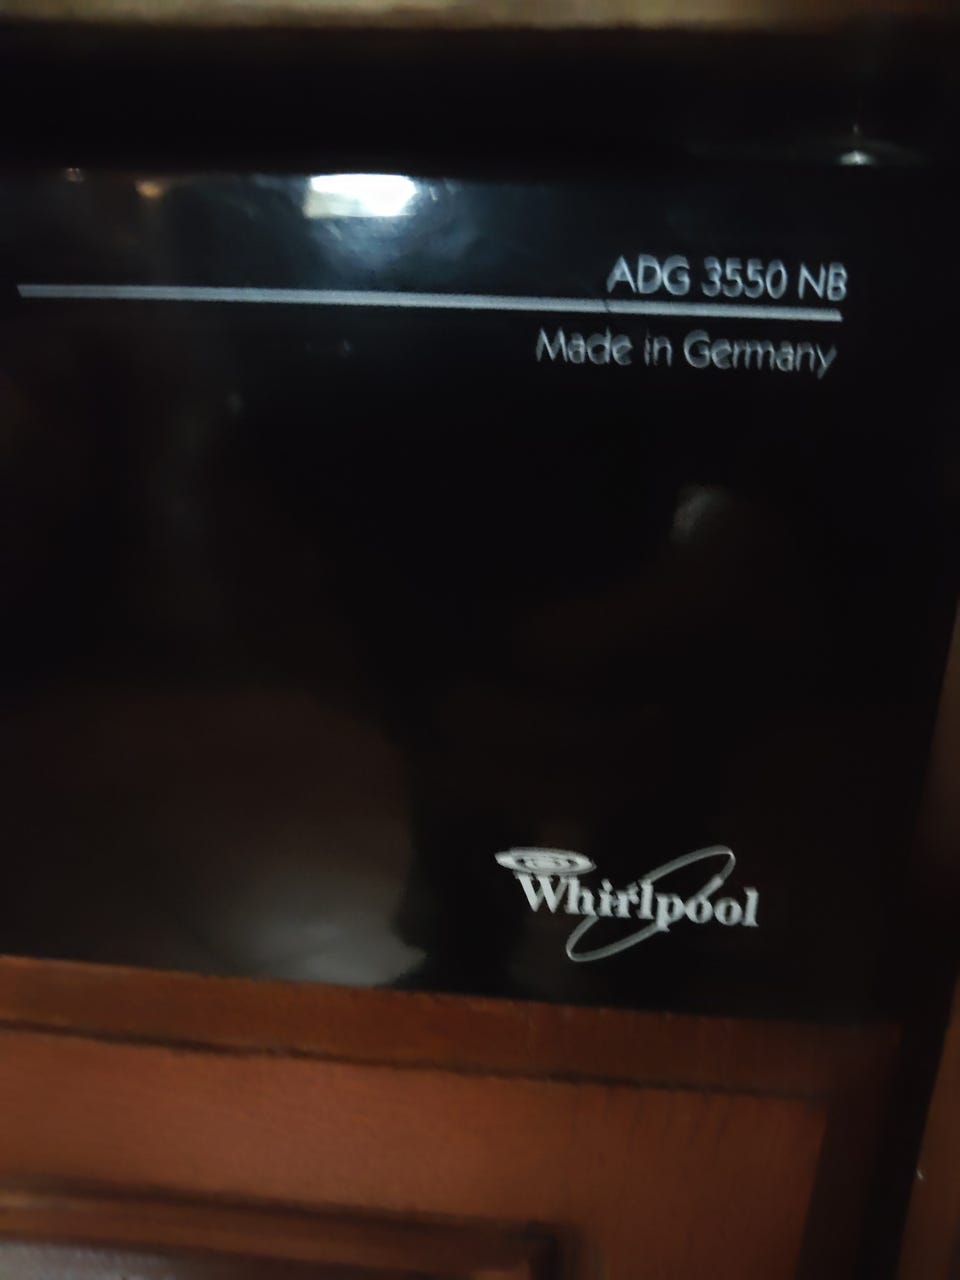 ADG 3550 NB
Made in Germany
Whirlpool